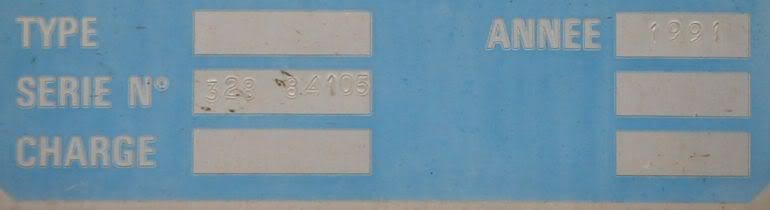 TYPE ANNEE 1991
SERIE N° 328 84105
CHARGE